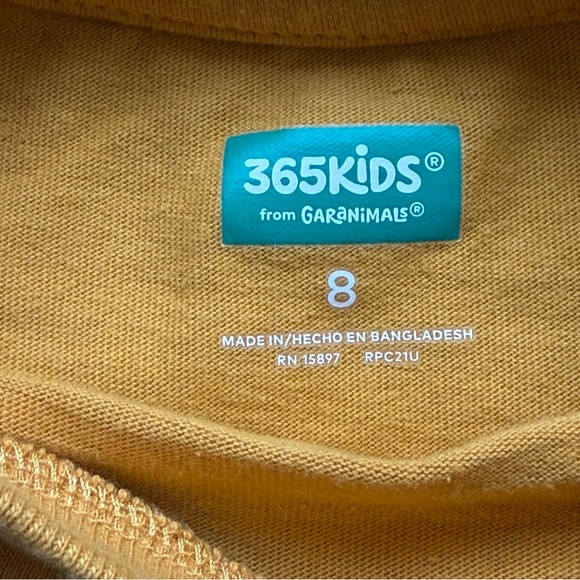 365KiDS®
from GARANiMALS®
8
MADE IN/HECHO EN BANGLADESH
RN 15897 RPC21U